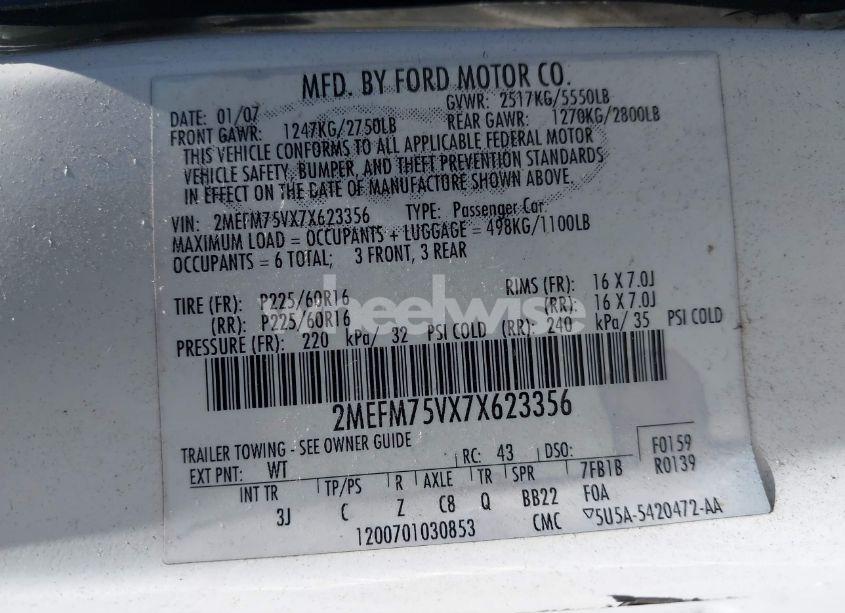 MFD. BY FORD MOTOR CO.
DATE: 01/07 GVWR: 2517KG/5550LB
FRONT GAWR: 1247KG/2750LB REAR GAWR: 1270KG/2800LB
THIS VEHICLE CONFORMS TO ALL APPLICABLE FEDERAL MOTOR
VEHICLE SAFETY, BUMPER, AND THEFT PREVENTION STANDARDS
IN EFFECT ON THE DATE OF MANUFACTURE SHOWN ABOVE.
VIN: 2MEFM75VX7X623356 TYPE: Passenger Car.
MAXIMUM LOAD = OCCUPANTS + LUGGAGE = 498KG/1100LB
OCCUPANTS = 6 TOTAL; 3 FRONT, 3 REAR
TIRE (FR): P225/60R16 RIMS (FR): 16 X 7.0J
(RR): P225/60R16 (RR): 16 X 7.0J
PRESSURE (FR): 220 kPa/ 32 PSI COLD (RR): 240 kPa/ 35 PSI COLD
wheelwise
2MEFM75VX7X623356
TRAILER TOWING - SEE OWNER GUIDE
F0159
EXT PNT: WT RC: 43 DSO: R0139
INT TR TP/PS R AXLE TR SPR 7FB1B
3J C Z C8 Q BB22 FOA
1200701030853 CMC ▽5U5A-5420472-AA